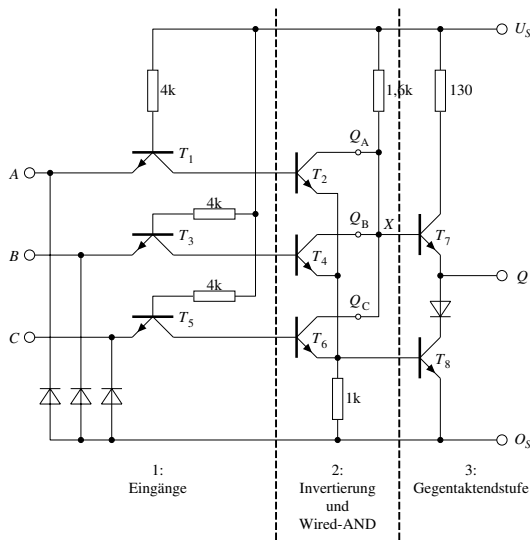 U_S
4k
1,6k
130
Q_A
A
T_1
T_2
4k
Q_B
X
T_3
T_7
B
T_4
Q
4k
Q_C
T_5
C
T_6
T_8
1k
O_S
1:
Eingänge
2:
Invertierung
und
Wired-AND
3:
Gegentaktendstufe